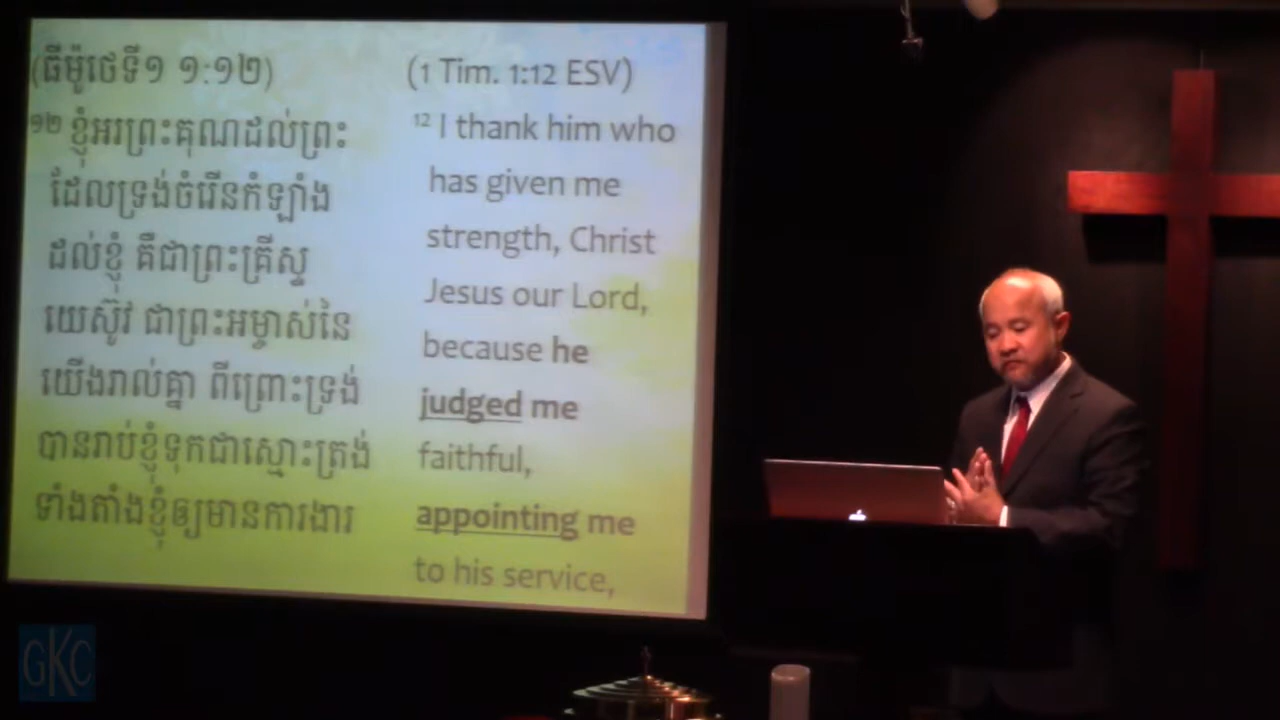 (ធីម៉ូថេទី១ ១:១២)
១២ ខ្ញុំអរព្រះគុណដល់ព្រះ
ដែលទ្រង់ចំរើនកំឡាំង
ដល់ខ្ញុំ គឺជាព្រះគ្រីស្ទ
យេស៊ូវ ជាព្រះអម្ចាស់នៃ
យើងរាល់គ្នា ពីព្រោះទ្រង់
បានរាប់ខ្ញុំទុកជាស្មោះត្រង់
ទាំងតាំងខ្ញុំឲ្យមានការងារ
(1 Tim. 1:12 ESV)
12 I thank him who
has given me
strength, Christ
Jesus our Lord,
because he
judged me
faithful,
appointing me
to his service,
GKC